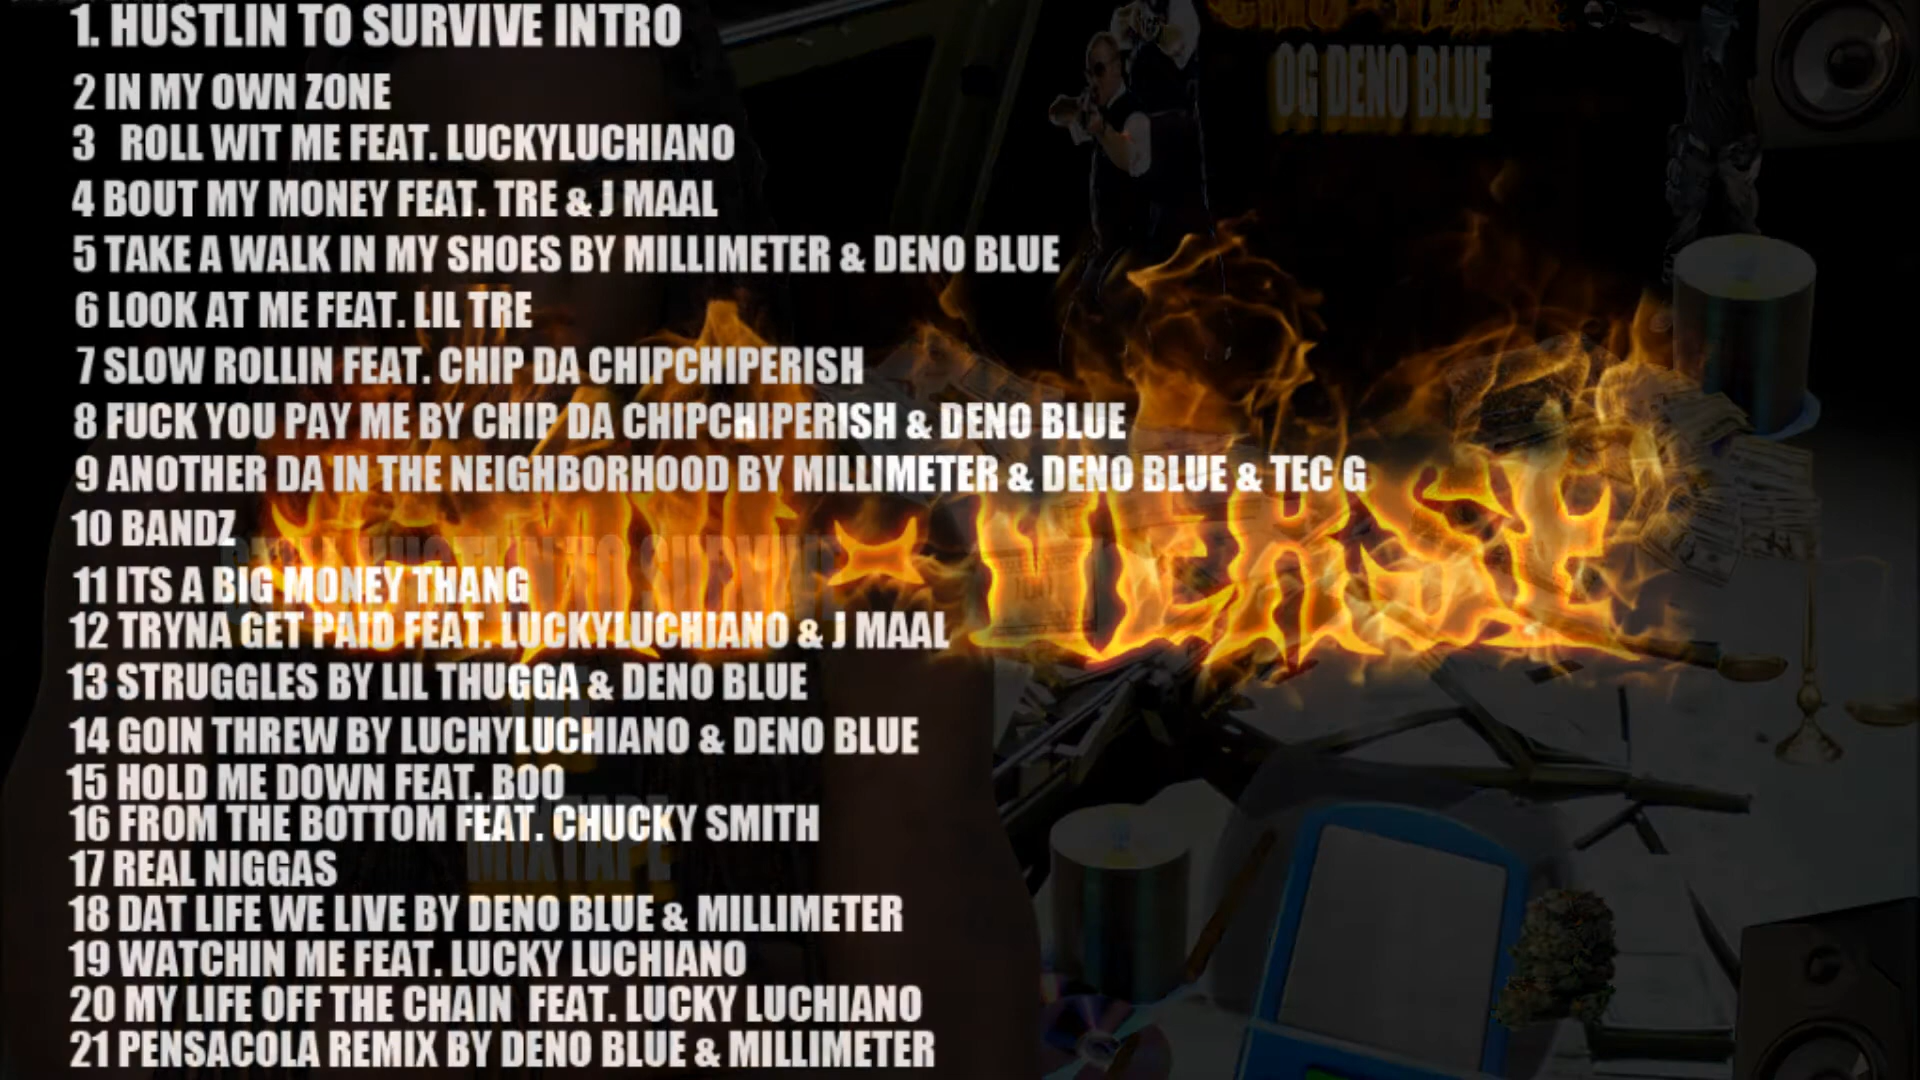 1. HUSTLIN TO SURVIVE INTRO
2 IN MY OWN ZONE
3 ROLL WIT ME FEAT. LUCKYLUCHIANO
4 BOUT MY MONEY FEAT. TRE & J MAAL
5 TAKE A WALK IN MY SHOES BY MILLIMETER & DENO BLUE
6 LOOK AT ME FEAT. LIL TRE
7 SLOW ROLLIN FEAT. CHIP DA CHIPCHIPERISH
8 FUCK YOU PAY ME BY CHIP DA CHIPCHIPERISH & DENO BLUE
9 ANOTHER DA IN THE NEIGHBORHOOD BY MILLIMETER & DENO BLUE & TEC G
10 BANDZ
11 ITS A BIG MONEY THANG
12 TRYNA GET PAID FEAT. LUCKYLUCHIANO & J MAAL
13 STRUGGLES BY LIL THUGGA & DENO BLUE
14 GOIN THREW BY LUCHYLUCHIANO & DENO BLUE
15 HOLD ME DOWN FEAT. BOO
16 FROM THE BOTTOM FEAT. CHUCKY SMITH
17 REAL NIGGAS
18 DAT LIFE WE LIVE BY DENO BLUE & MILLIMETER
19 WATCHIN ME FEAT. LUCKY LUCHIANO
20 MY LIFE OFF THE CHAIN FEAT. LUCKY LUCHIANO
21 PENSACOLA REMIX BY DENO BLUE & MILLIMETER
OG DENO BLUE
- VERSE
HUSTLIN TO SURVIVE
MIXTAPE